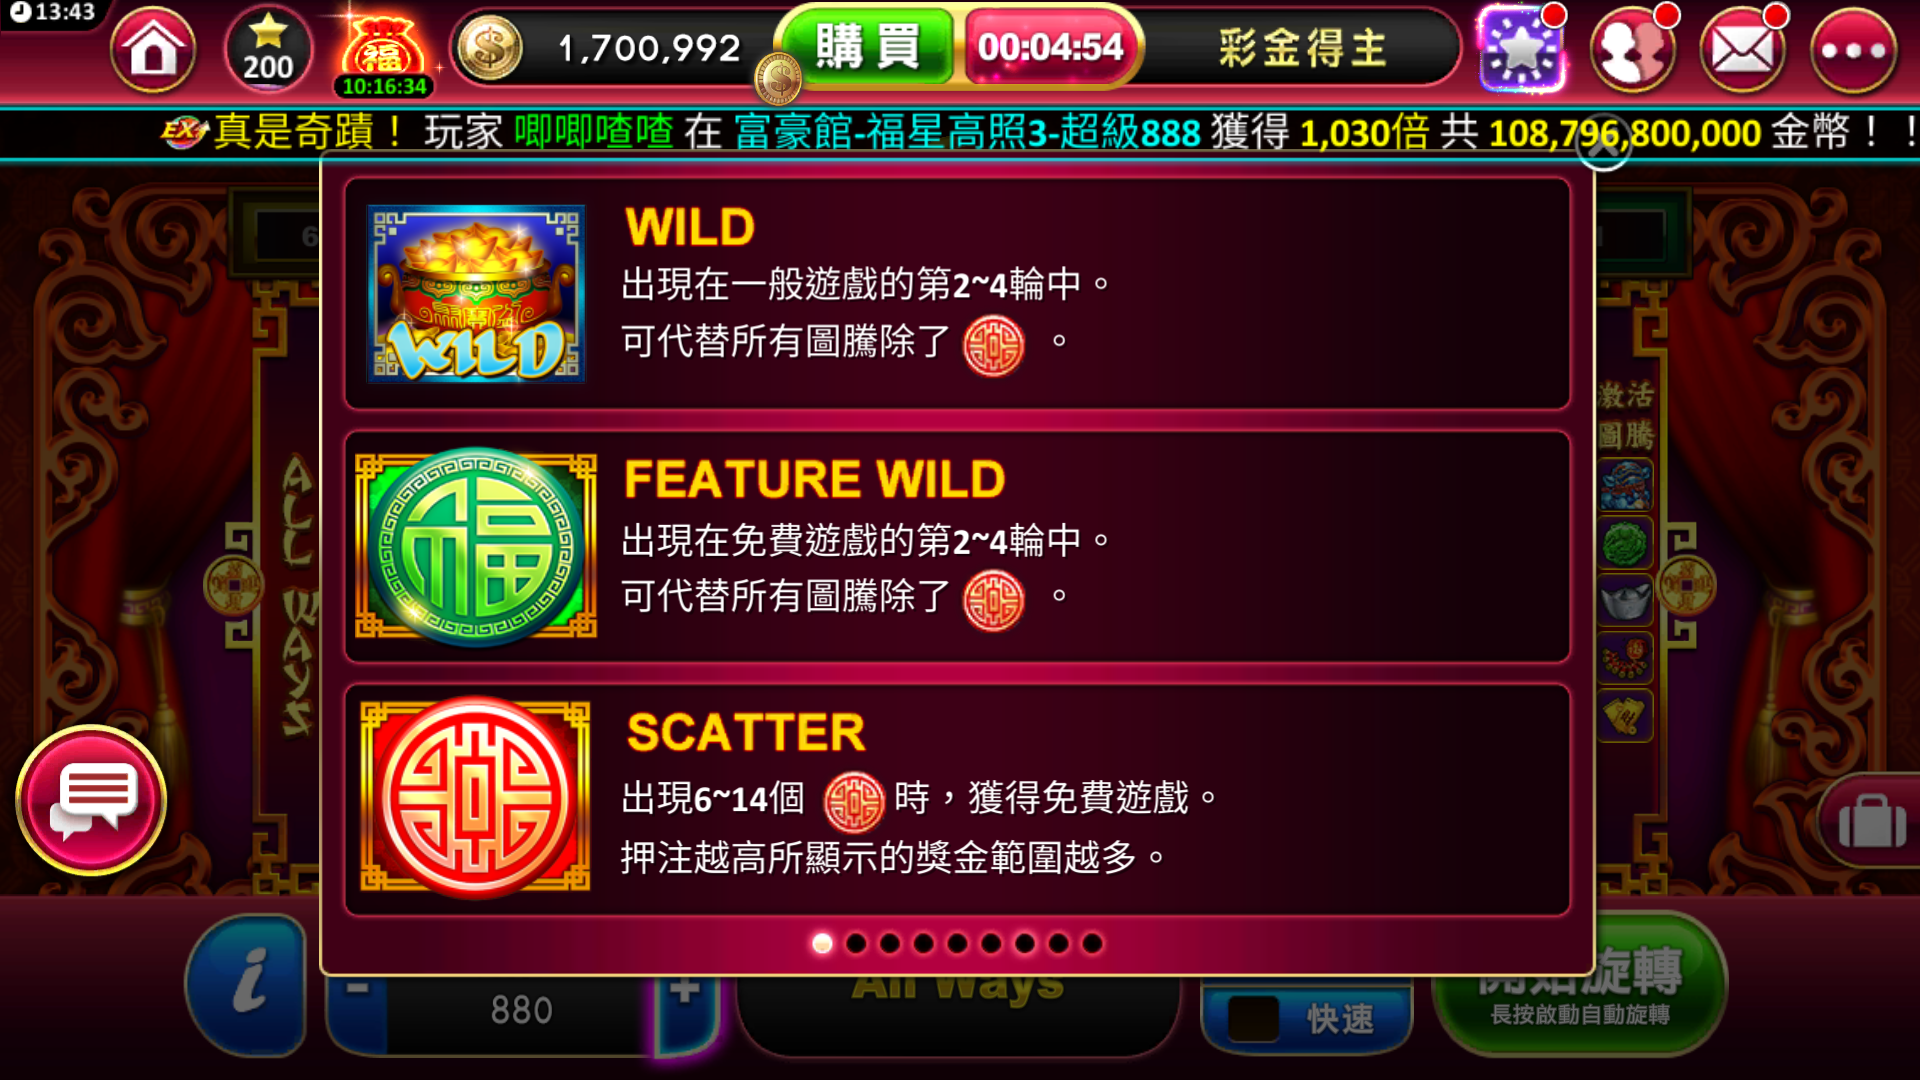 13:43
200
福
10:16:34
1,700,992
購買
00:04:54
彩金得主
EX 真是奇蹟！ 玩家 唧唧喳喳 在 富豪館-福星高照3-超級888 獲得 1,030倍 共 108,796,800,000 金幣！！
WILD
出現在一般遊戲的第2~4輪中。
可代替所有圖騰除了 。
WILD
FEATURE WILD
出現在免費遊戲的第2~4輪中。
可代替所有圖騰除了 。
福
SCATTER
出現6~14個 時，獲得免費遊戲。
押注越高所顯示的獎金範圍越多。
ALL WAYS
激活
圖騰
i
-
880
+
All Ways
快速
開始旋轉
長按啟動自動旋轉